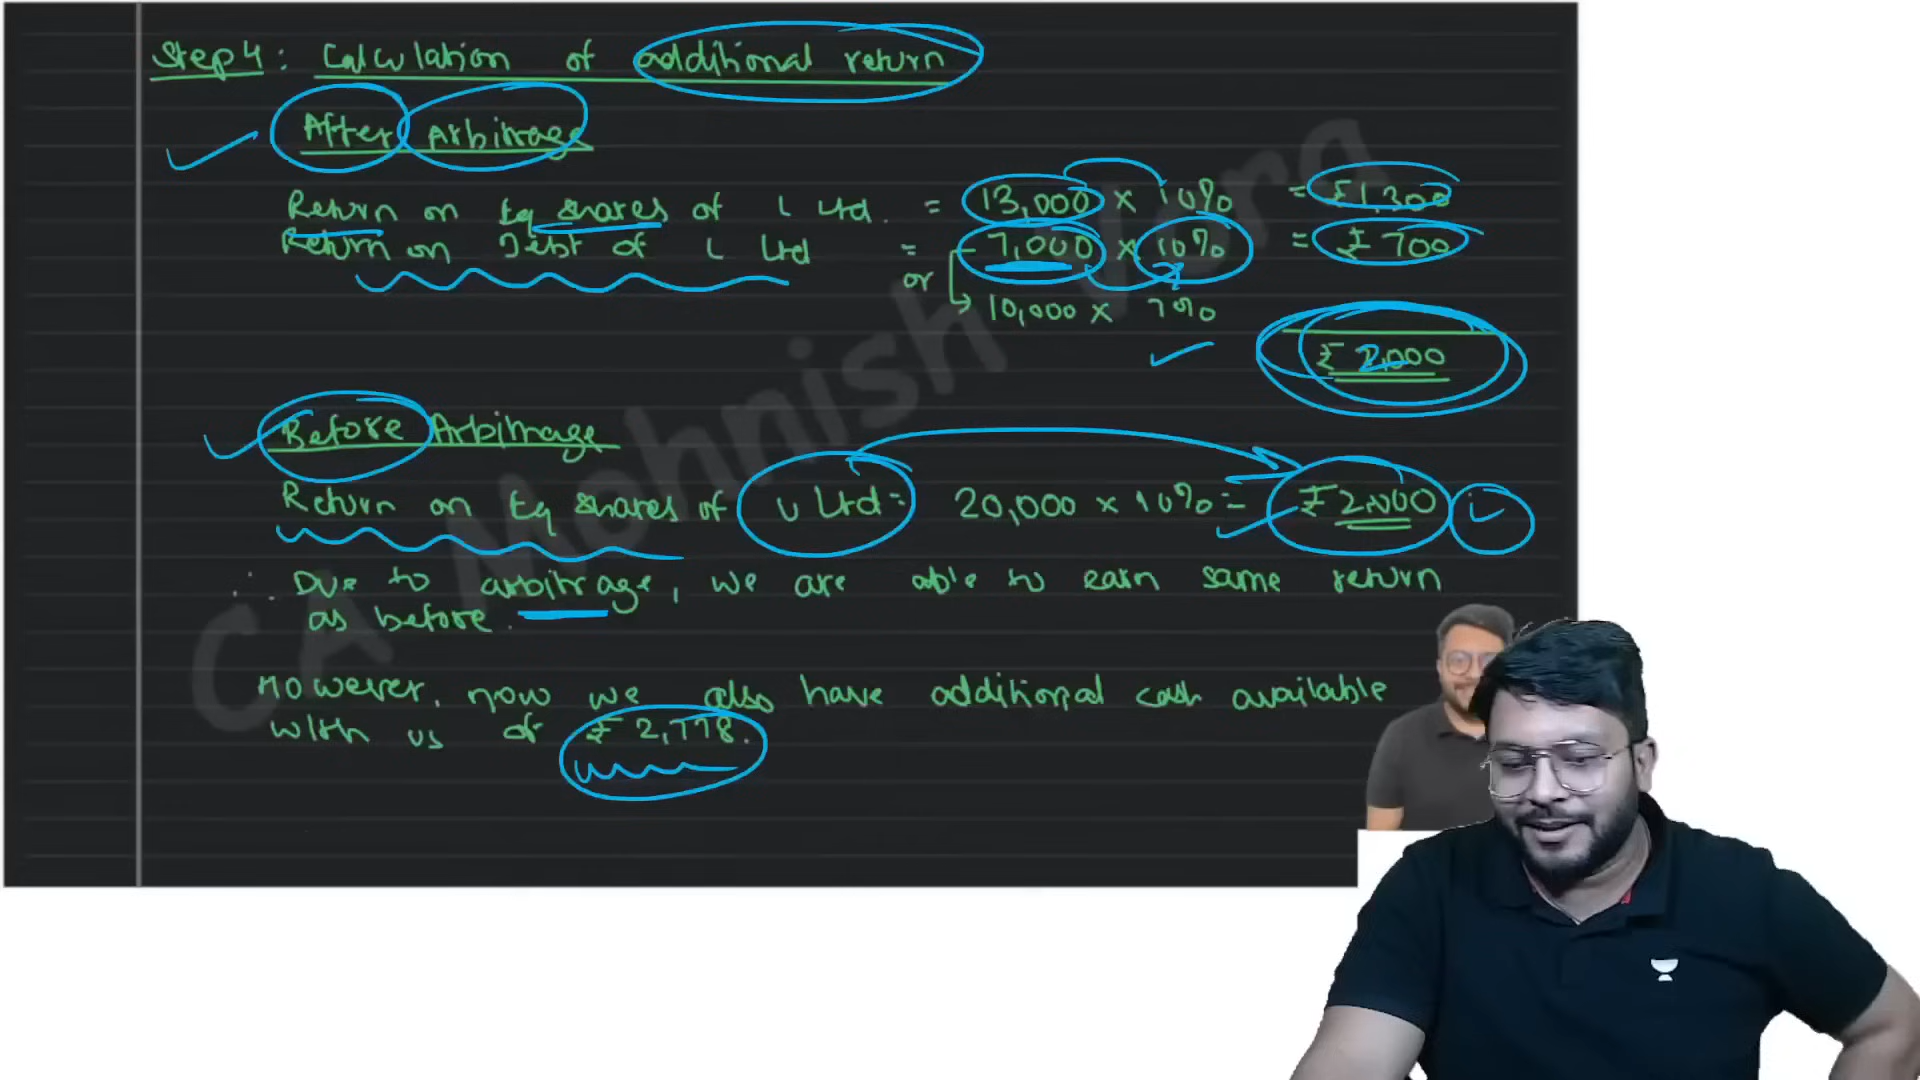 Step 4: Calculation of additional return
After Arbitrage
Return on Eq shares of L Ltd. = 13,000 × 10% = ₹1,300
Return on Debt of L Ltd = 7,000 × 10% = ₹ 700
or 10,000 × 7%
₹ 2,000
Before Arbitrage
Return on Eq shares of U Ltd = 20,000 × 10% = ₹2,000
∴ Due to arbitrage, we are able to earn same return
as before.
However, now we also have additional cash available
with us of ₹ 2,778.
CA Mohnish Vora